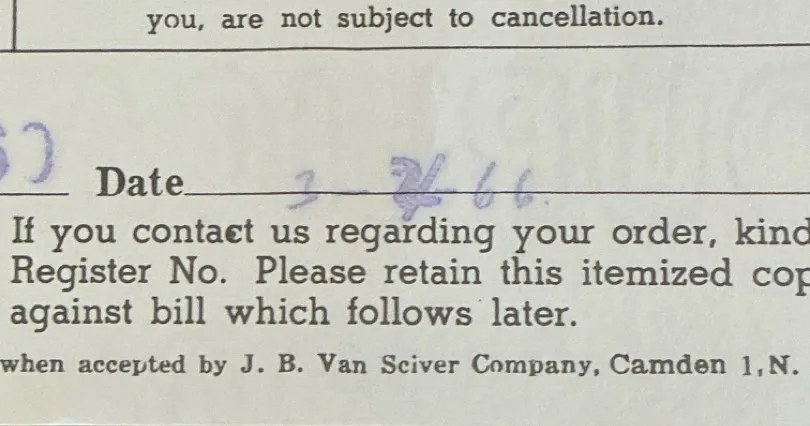 you, are not subject to cancellation.
Date 3 - 66
If you contact us regarding your order, kind
Register No. Please retain this itemized cop
against bill which follows later.
when accepted by J. B. Van Sciver Company, Camden 1, N.